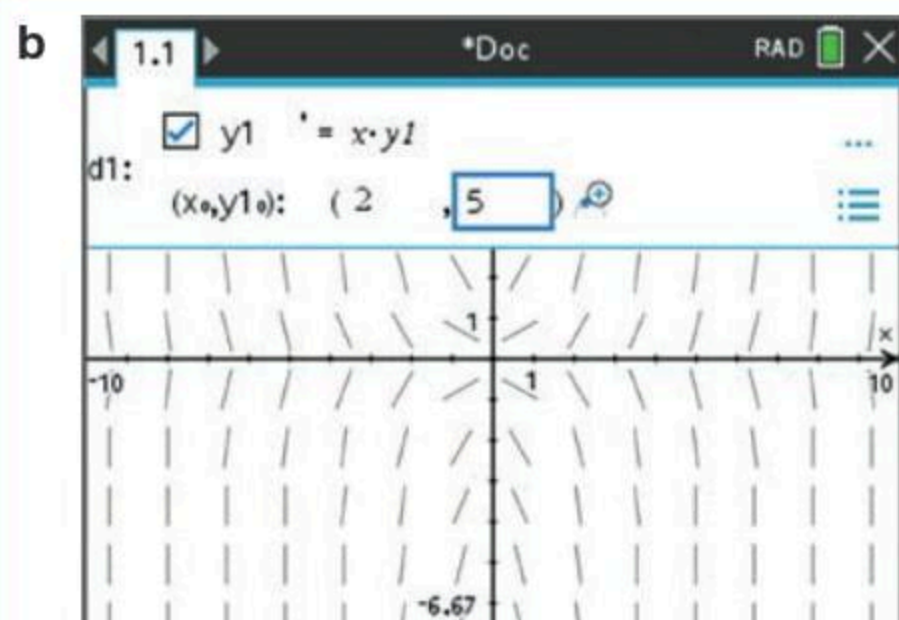 b
1.1 *Doc RAD
y1 ' = x·y1
d1:
(x₀,y1₀): ( 2 , 5 )
...
1
x
-10 1 10
-6.67